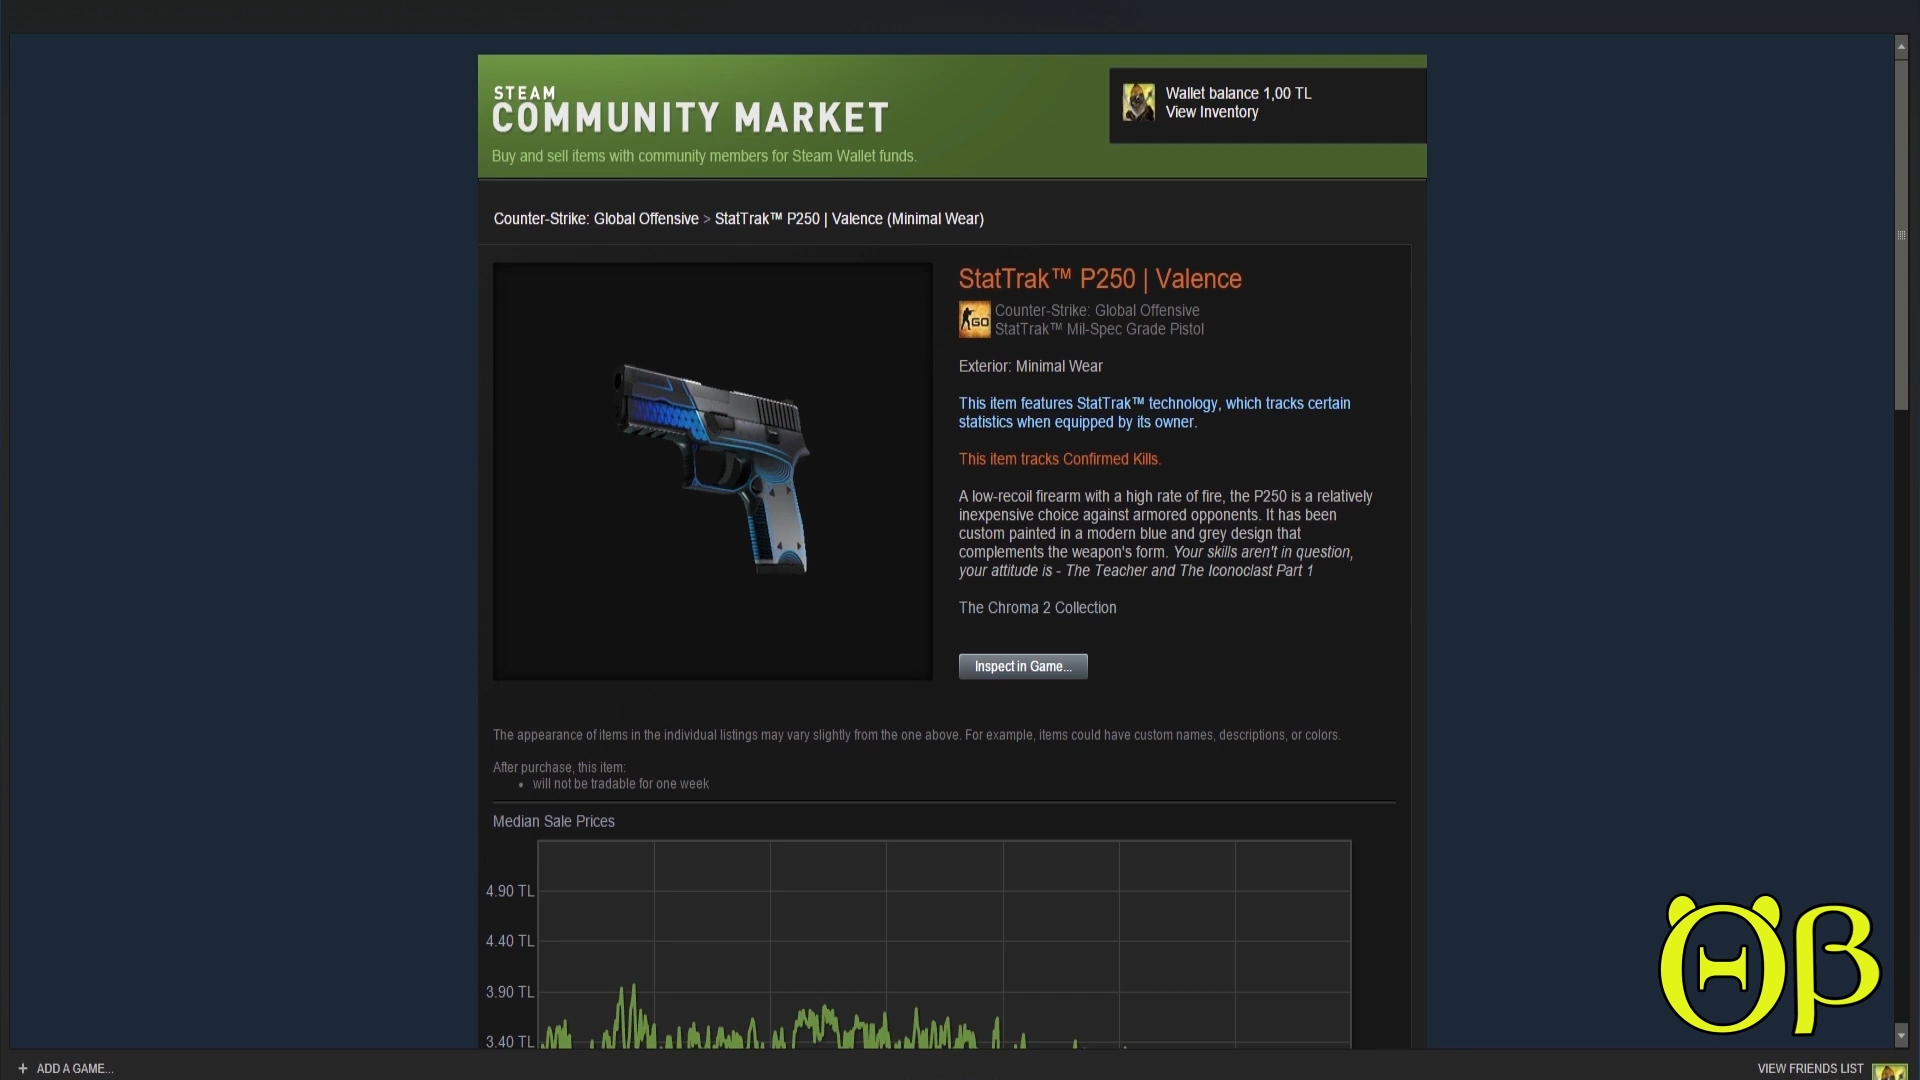 STEAM
COMMUNITY MARKET
Buy and sell items with community members for Steam Wallet funds.
Wallet balance 1,00 TL
View Inventory
Counter-Strike: Global Offensive > StatTrak™ P250 | Valence (Minimal Wear)
StatTrak™ P250 | Valence
GO
Counter-Strike: Global Offensive
StatTrak™ Mil-Spec Grade Pistol
Exterior: Minimal Wear
This item features StatTrak™ technology, which tracks certain
statistics when equipped by its owner.
This item tracks Confirmed Kills.
A low-recoil firearm with a high rate of fire, the P250 is a relatively
inexpensive choice against armored opponents. It has been
custom painted in a modern blue and grey design that
complements the weapon's form. Your skills aren't in question,
your attitude is - The Teacher and The Iconoclast Part 1
The Chroma 2 Collection
Inspect in Game...
The appearance of items in the individual listings may vary slightly from the one above. For example, items could have custom names, descriptions, or colors.
After purchase, this item:
• will not be tradable for one week
Median Sale Prices
4.90 TL
4.40 TL
3.90 TL
3.40 TL
Θβ
+ ADD A GAME...
VIEW FRIENDS LIST